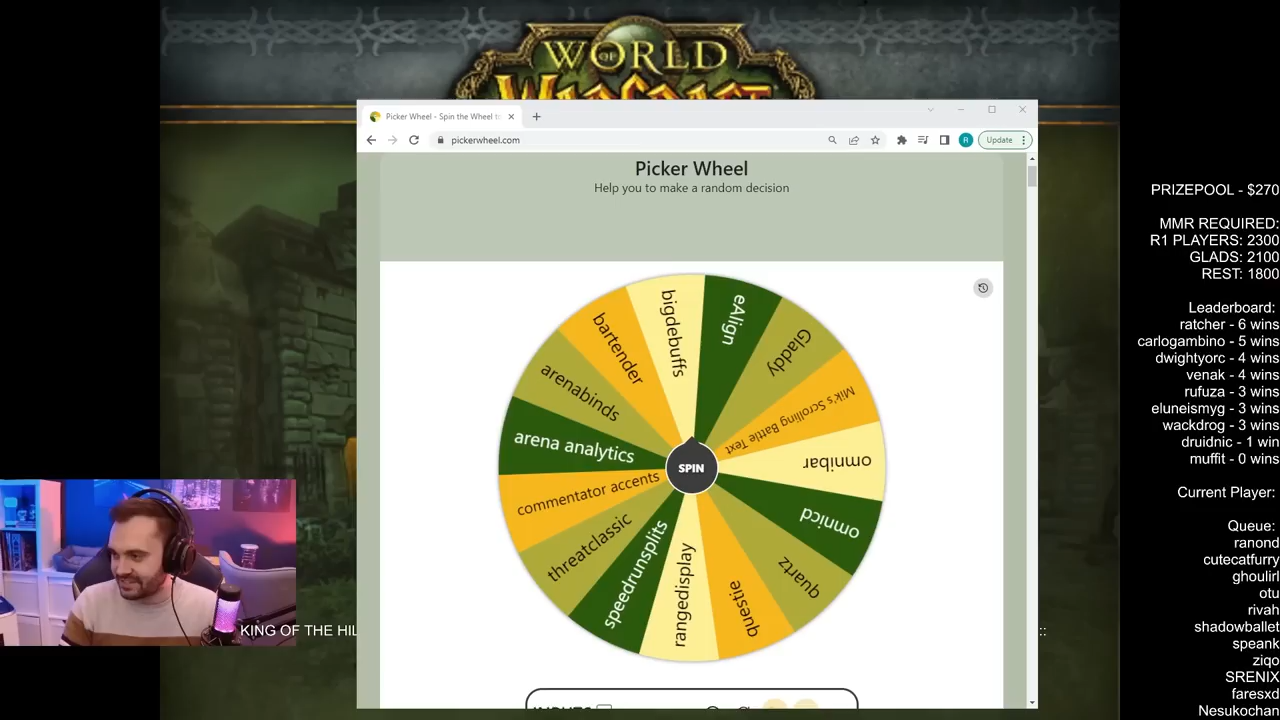 WORLD
OF
WARCRAFT
Picker Wheel - Spin the Wheel to
pickerwheel.com
R
Update
Picker Wheel
Help you to make a random decision
eAlign
Gladdy
Mik's Scrolling Battle Text
omnibar
omnicd
quartz
questie
rangedisplay
speedrunsplits
threatclassic
commentator accents
arena analytics
arenabinds
bartender
bigdebuffs
SPIN
KING OF THE HIL
::
PRIZEPOOL - $270
MMR REQUIRED:
R1 PLAYERS: 2300
GLADS: 2100
REST: 1800
Leaderboard:
ratcher - 6 wins
carlogambino - 5 wins
dwightyorc - 4 wins
venak - 4 wins
rufuza - 3 wins
eluneismyg - 3 wins
wackdrog - 3 wins
druidnic - 1 win
muffit - 0 wins
Current Player:
Queue:
ranond
cutecatfurry
ghoulirl
otu
rivah
shadowballet
speank
ziqo
SRENIX
faresxd
Nesukochan